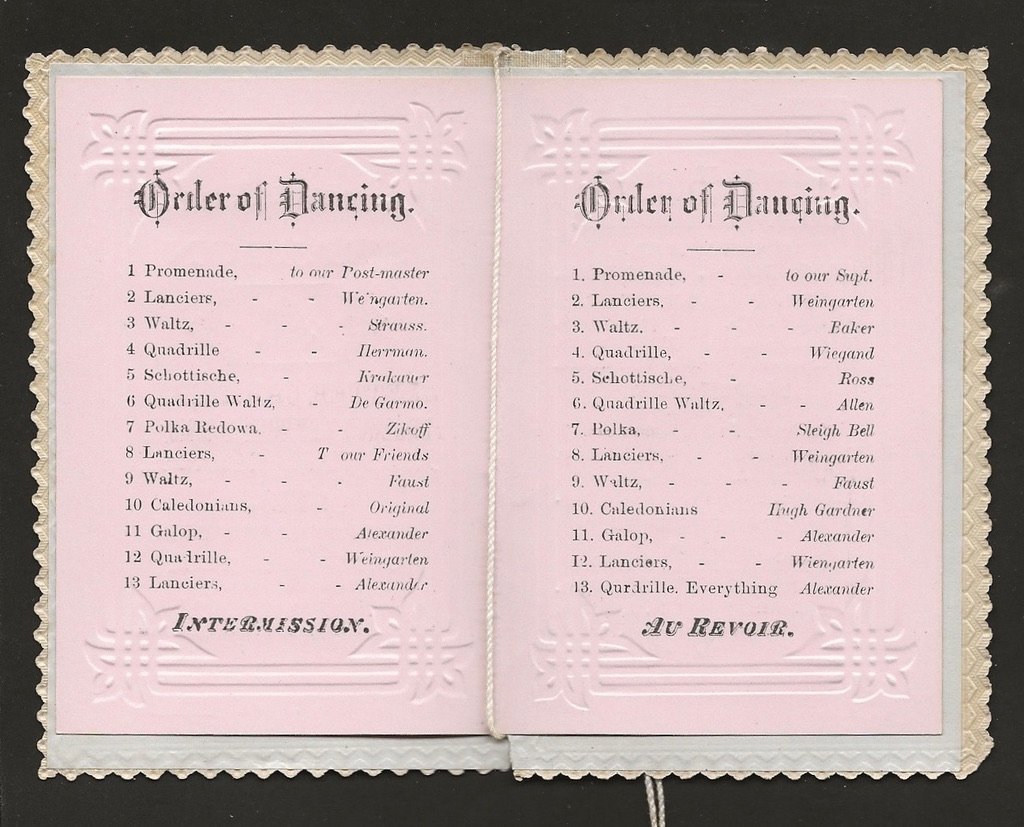 Order of Dancing.
1 Promenade, to our Post-master
2 Lanciers, - - Weingarten.
3 Waltz, - - - Strauss.
4 Quadrille - - Herrman.
5 Schottische, - Krakauer
6 Quadrille Waltz, - De Garmo.
7 Polka Redowa. - - Zikoff
8 Lanciers, - T our Friends
9 Waltz, - - - Faust
10 Caledonians, - Original
11 Galop, - - Alexander
12 Quadrille, - - Weingarten
13 Lanciers, - - Alexander
INTERMISSION.
Order of Dancing.
1. Promenade, - to our Supt.
2. Lanciers, - - Weingarten
3. Waltz. - - - Baker
4. Quadrille, - - Wiegand
5. Schottische, - Ross
6. Quadrille Waltz, - - Allen
7. Polka, - - Sleigh Bell
8. Lanciers, - - Weingarten
9. Waltz, - - - Faust
10. Caledonians Hugh Gardner
11. Galop, - - - Alexander
12. Lanciers, - - Wiengarten
13. Qurdrille. Everything Alexander
AU REVOIR.